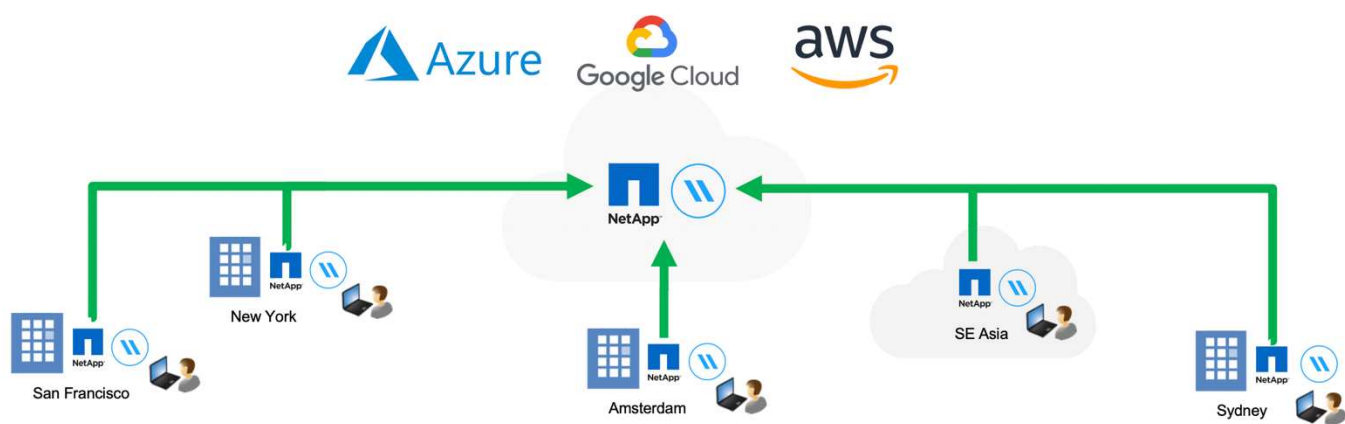 Azure
Google Cloud
aws
NetApp
NetApp
New York
NetApp
San Francisco
NetApp
Amsterdam
NetApp
SE Asia
NetApp
Sydney